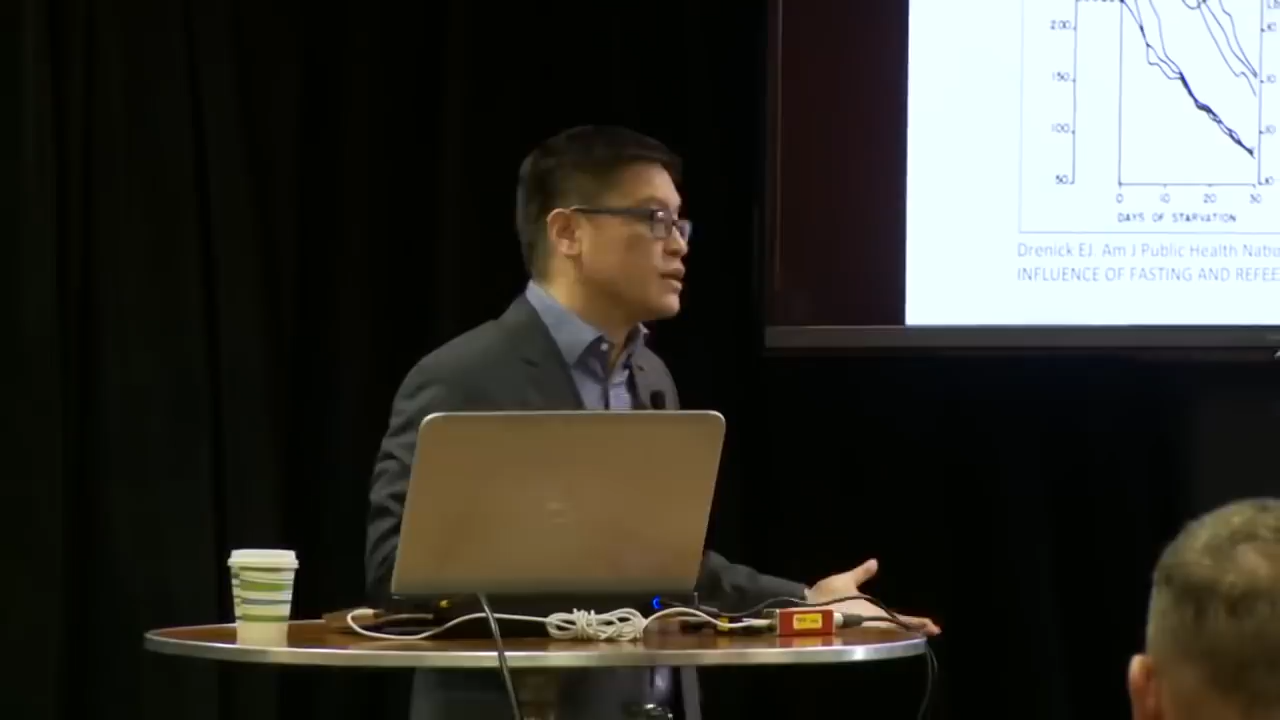 200
150
100
50
0 10 20 30
DAYS OF STARVATION
Drenick EJ. Am J Public Health Natio
INFLUENCE OF FASTING AND REFEE